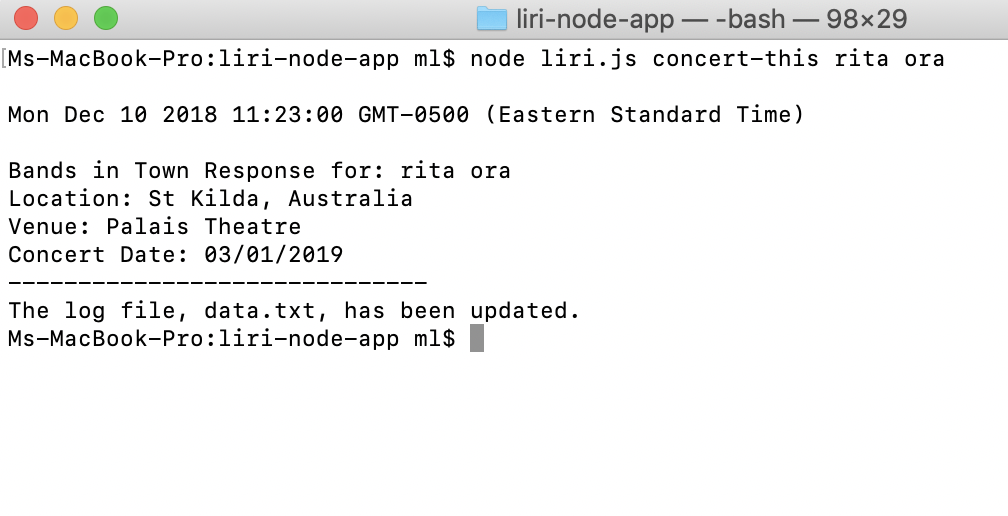 liri-node-app — -bash — 98×29
[Ms-MacBook-Pro:liri-node-app ml$ node liri.js concert-this rita ora
Mon Dec 10 2018 11:23:00 GMT-0500 (Eastern Standard Time)
Bands in Town Response for: rita ora
Location: St Kilda, Australia
Venue: Palais Theatre
Concert Date: 03/01/2019
------------------------------
The log file, data.txt, has been updated.
Ms-MacBook-Pro:liri-node-app ml$